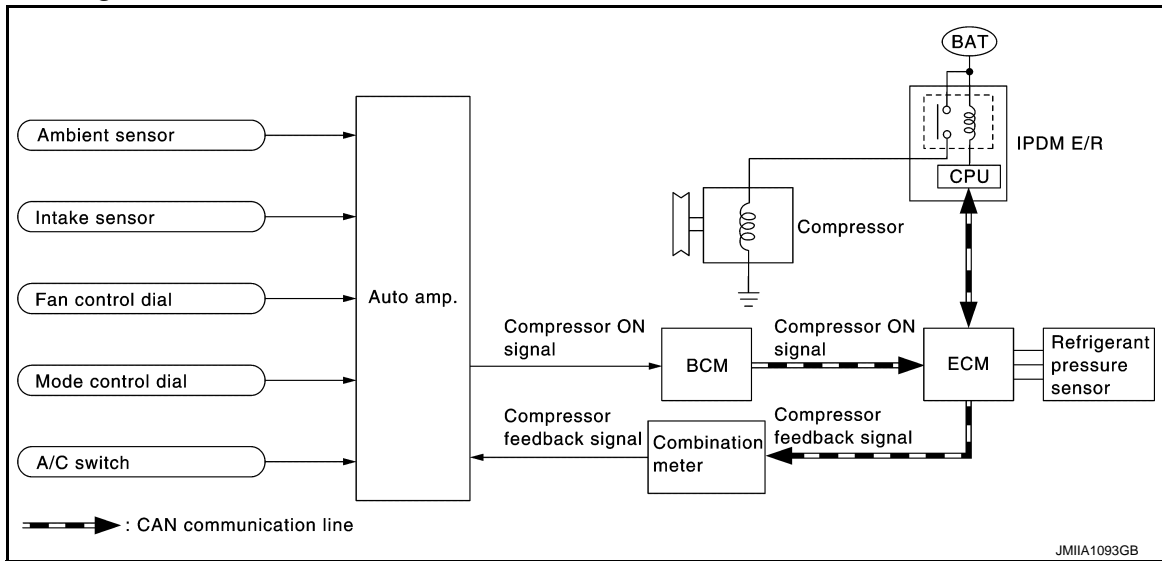 BAT
Ambient sensor
IPDM E/R
CPU
Intake sensor
Compressor
Fan control dial
Auto amp.
Compressor ON
signal
Compressor ON
signal
Refrigerant
pressure
sensor
BCM
ECM
Mode control dial
Compressor
feedback signal
Compressor
feedback signal
Combination
meter
A/C switch
: CAN communication line
JMIIA1093GB